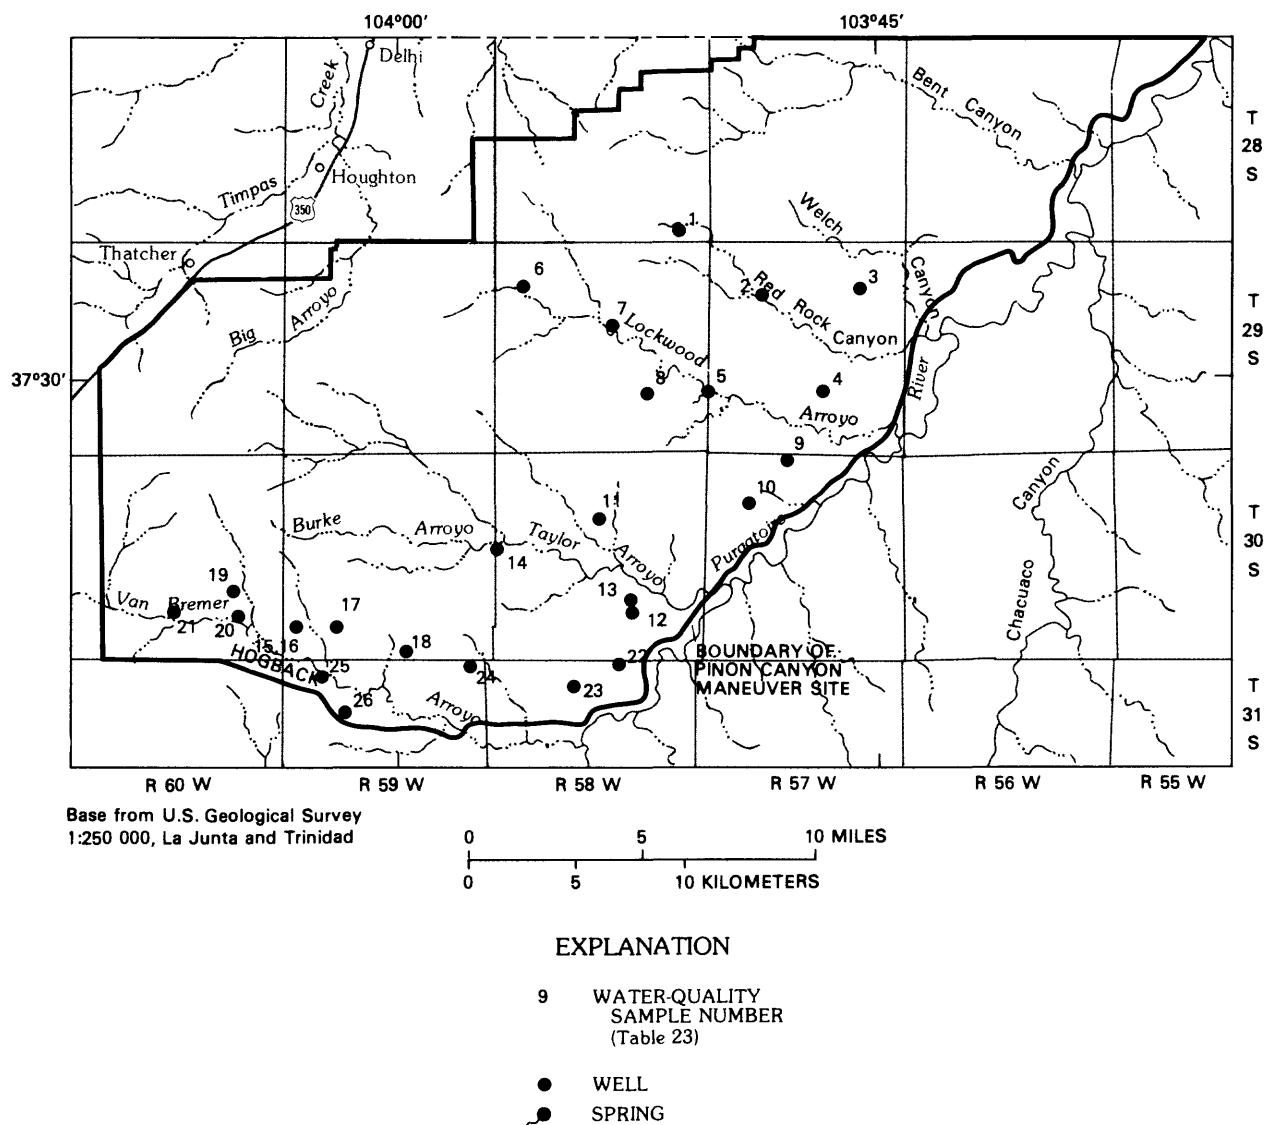 104°00'
103°45'
Delhi
Creek
Bent Canyon
T
28
S
Timpas
Houghton
350
Thatcher
Welch
Canyon
1
6
2
3
Red Rock
Canyon
7
Lockwood
Big Arroyo
T
29
S
37°30'
8
5
4
River
Arroyo
9
10
11
Canyon
Burke Arroyo
Taylor
Arroyo
Purgatoire
T
30
S
14
19
13
12
Chacuaco
Van Bremer
21
20
17
15 16
18
HOGBACK
25
24
22
23
26
Arroyo
BOUNDARY OF
PINON CANYON
MANEUVER SITE
T
31
S
R 60 W R 59 W R 58 W R 57 W R 56 W R 55 W
Base from U.S. Geological Survey
1:250 000, La Junta and Trinidad
0 5 10 MILES
0 5 10 KILOMETERS
EXPLANATION
9 WATER-QUALITY
SAMPLE NUMBER
(Table 23)
WELL
SPRING